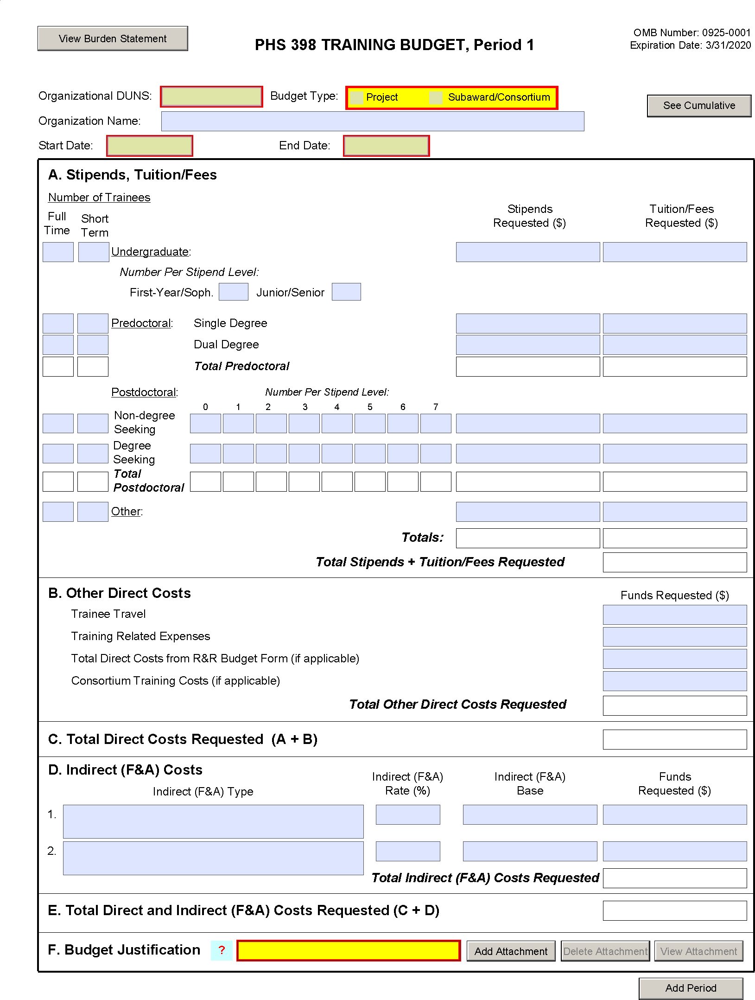 View Burden Statement
PHS 398 TRAINING BUDGET, Period 1
OMB Number: 0925-0001
Expiration Date: 3/31/2020
Organizational DUNS:
Budget Type:
Project
Subaward/Consortium
See Cumulative
Organization Name:
Start Date:
End Date:
A. Stipends, Tuition/Fees
Number of Trainees
Full
Time
Short
Term
Stipends
Requested ($)
Tuition/Fees
Requested ($)
Undergraduate:
Number Per Stipend Level:
First-Year/Soph.
Junior/Senior
Predoctoral:
Single Degree
Dual Degree
Total Predoctoral
Postdoctoral:
Number Per Stipend Level:
0 1 2 3 4 5 6 7
Non-degree
Seeking
Degree
Seeking
Total
Postdoctoral
Other:
Totals:
Total Stipends + Tuition/Fees Requested
B. Other Direct Costs
Funds Requested ($)
Trainee Travel
Training Related Expenses
Total Direct Costs from R&R Budget Form (if applicable)
Consortium Training Costs (if applicable)
Total Other Direct Costs Requested
C. Total Direct Costs Requested (A + B)
D. Indirect (F&A) Costs
Indirect (F&A) Type
Indirect (F&A)
Rate (%)
Indirect (F&A)
Base
Funds
Requested ($)
1.
2.
Total Indirect (F&A) Costs Requested
E. Total Direct and Indirect (F&A) Costs Requested (C + D)
F. Budget Justification
?
Add Attachment
Delete Attachment
View Attachment
Add Period